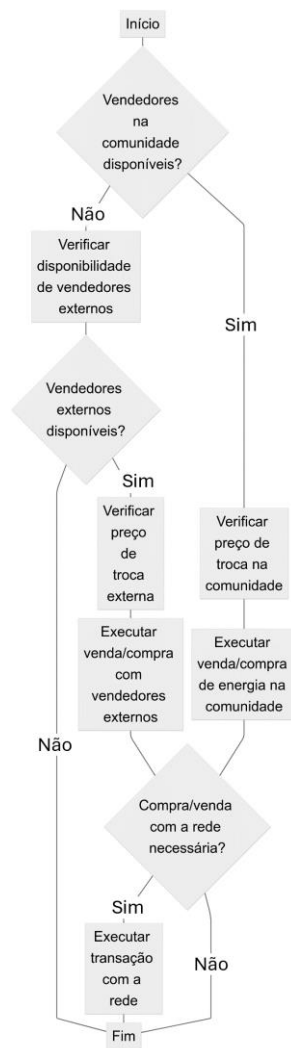 Início
Vendedores
na
comunidade
disponíveis?
Não
Verificar
disponibilidade
de vendedores
externos
Sim
Vendedores
externos
disponíveis?
Sim
Verificar
preço
de
troca
externa
Verificar
preço de
troca na
comunidade
Executar
venda/compra
com
vendedores
externos
Executar
venda/compra
de energia na
comunidade
Não
Compra/venda
com a rede
necessária?
Sim
Executar
transação
com a
rede
Não
Fim